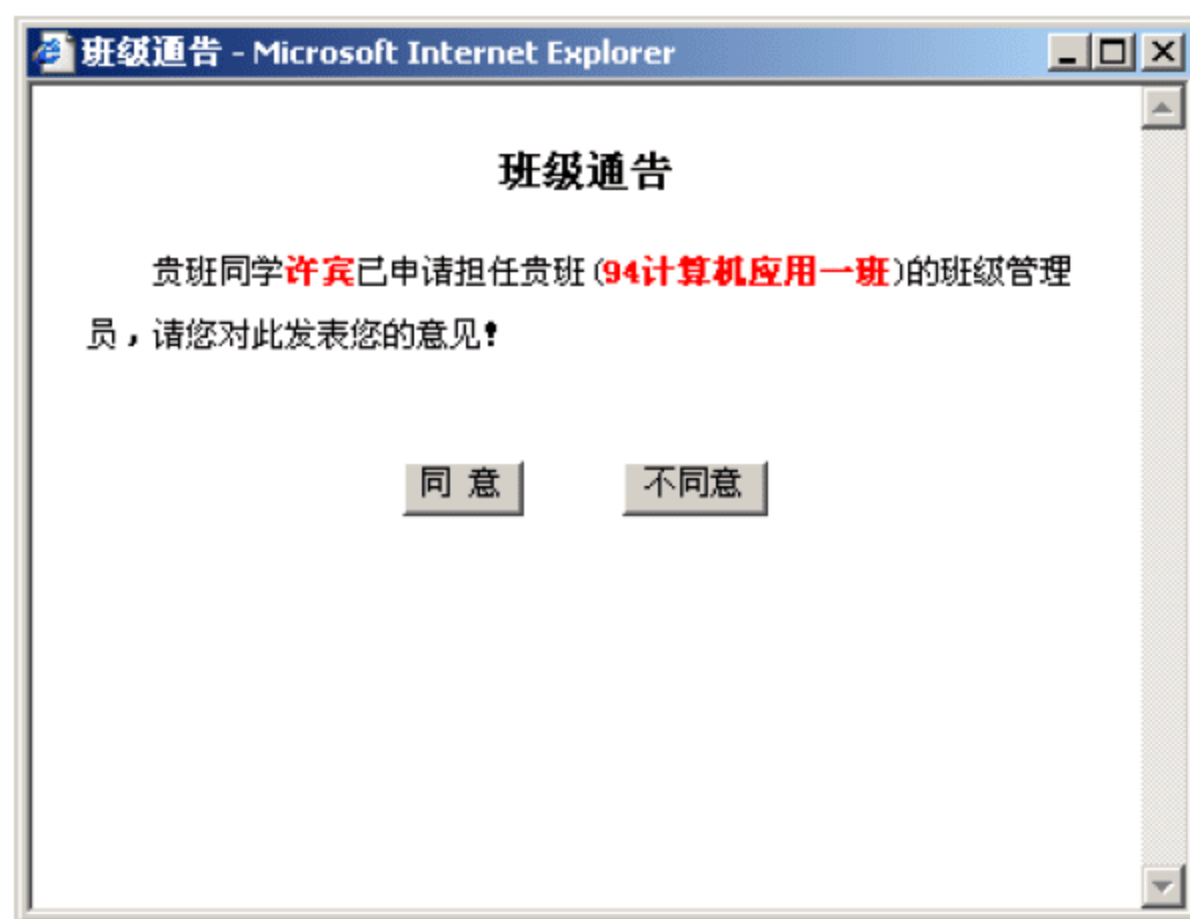 班级通告 - Microsoft Internet Explorer
班级通告
贵班同学许宾已申请担任贵班(94计算机应用一班)的班级管理
员，请您对此发表您的意见！
同 意 不同意